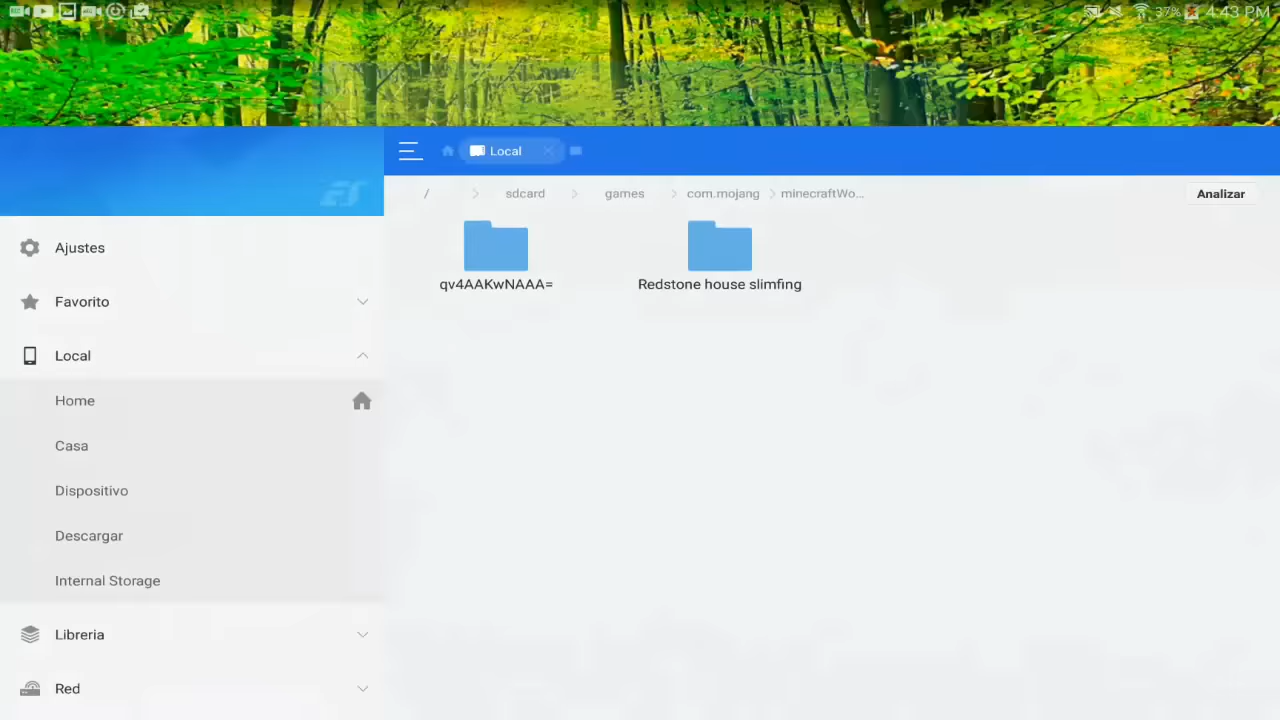 37% 4:43 PM
ES
Local
/ sdcard games com.mojang minecraftWo...
Analizar
Ajustes
Favorito
Local
Home
Casa
Dispositivo
Descargar
Internal Storage
Libreria
Red
qv4AAKwNAAA=
Redstone house slimfing